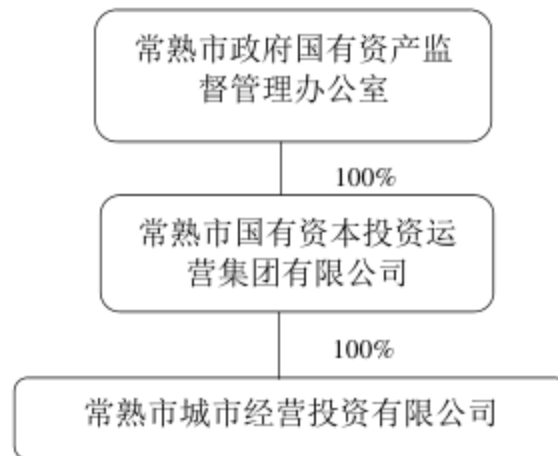 常熟市政府国有资产监
督管理办公室
100%
常熟市国有资本投资运
营集团有限公司
100%
常熟市城市经营投资有限公司